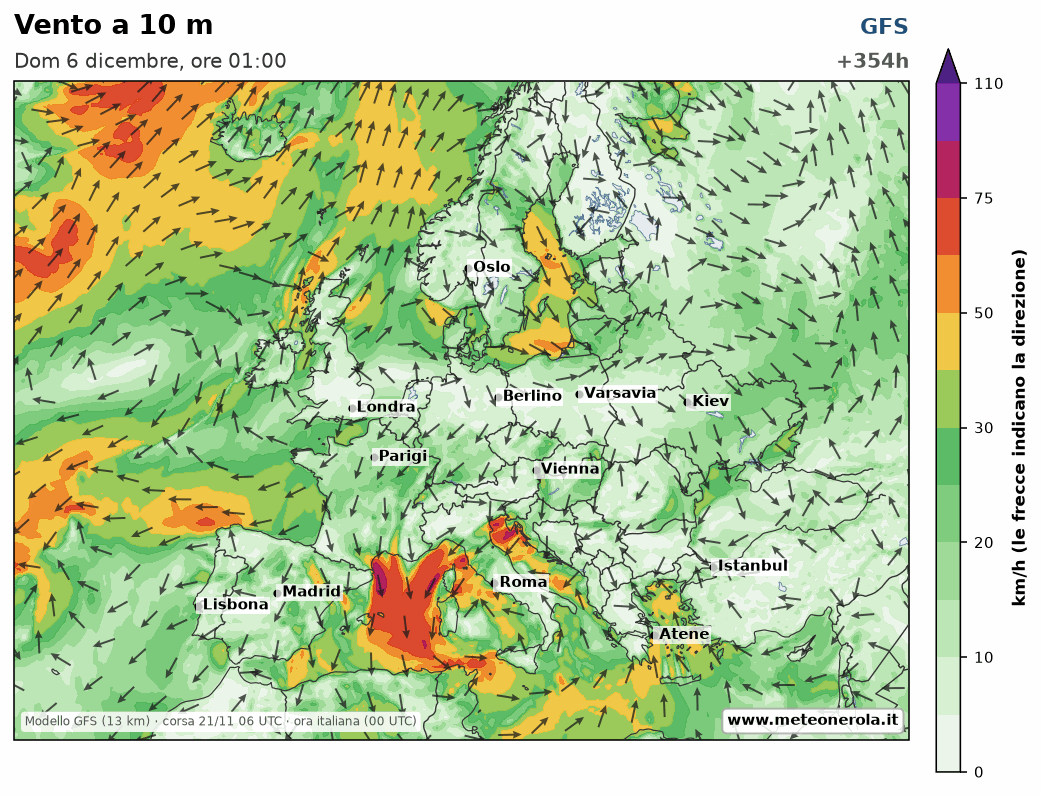 Vento a 10 m
GFS
Dom 6 dicembre, ore 01:00
+354h
110
75
50
30
20
10
0
km/h (le frecce indicano la direzione)
Oslo
Berlino
Varsavia
Kiev
Londra
Parigi
Vienna
Istanbul
Roma
Madrid
Lisbona
Atene
Modello GFS (13 km) · corsa 21/11 06 UTC · ora italiana (00 UTC)
www.meteonerola.it